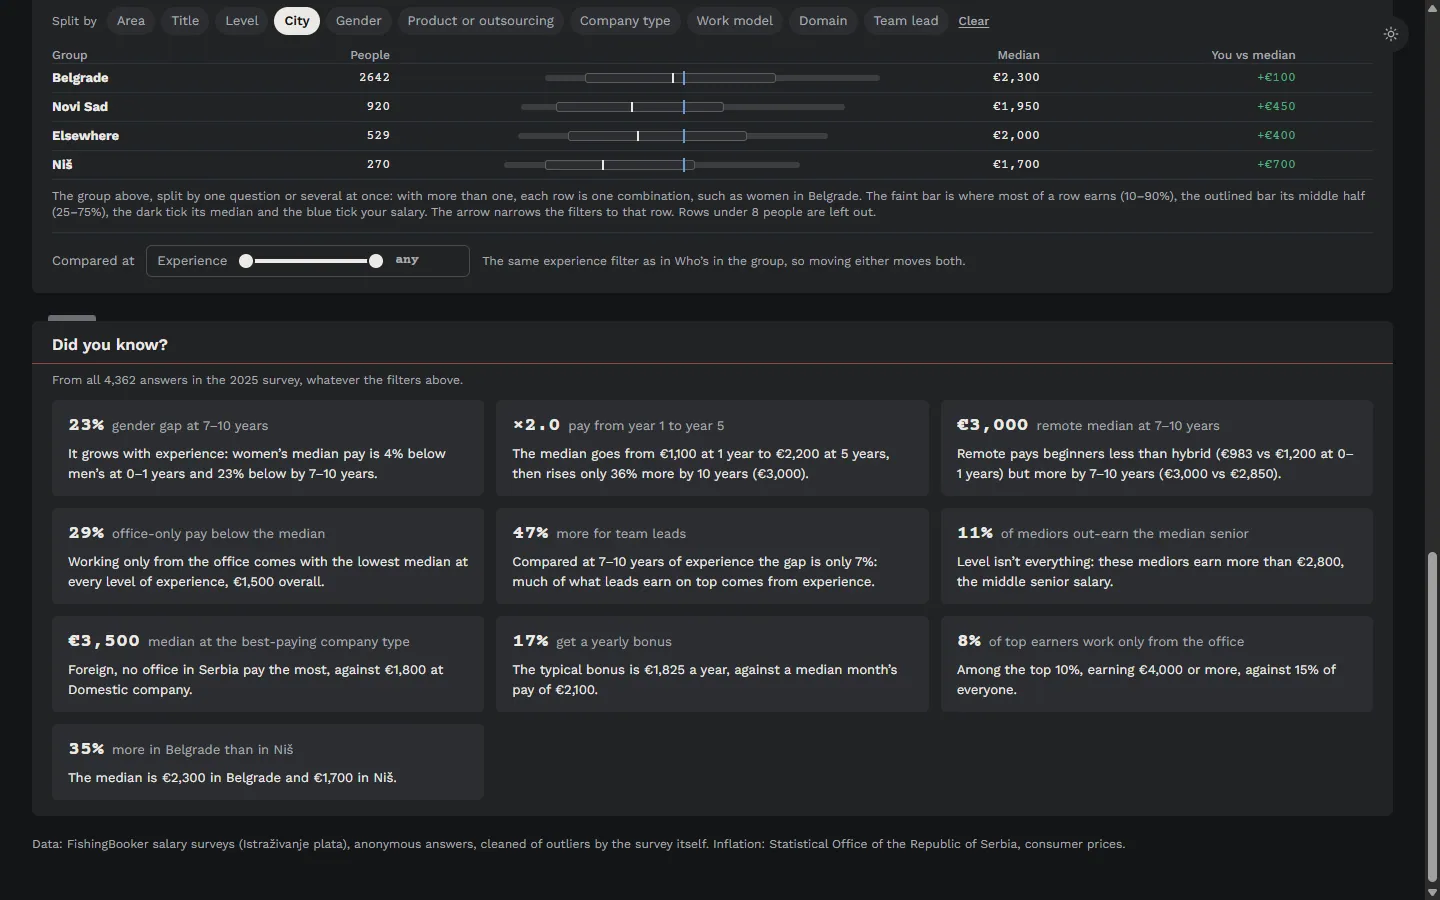 Split by Area Title Level City Gender Product or outsourcing Company type Work model Domain Team lead Clear
Group People Median You vs median
Belgrade 2642 €2,300 +€100
Novi Sad 920 €1,950 +€450
Elsewhere 529 €2,000 +€400
Niš 270 €1,700 +€700
The group above, split by one question or several at once: with more than one, each row is one combination, such as women in Belgrade. The faint bar is where most of a row earns (10–90%), the outlined bar its middle half
(25–75%), the dark tick its median and the blue tick your salary. The arrow narrows the filters to that row. Rows under 8 people are left out.
Compared at Experience any The same experience filter as in Who’s in the group, so moving either moves both.
Did you know?
From all 4,362 answers in the 2025 survey, whatever the filters above.
23% gender gap at 7–10 years
It grows with experience: women’s median pay is 4% below
men’s at 0–1 years and 23% below by 7–10 years.
×2.0 pay from year 1 to year 5
The median goes from €1,100 at 1 year to €2,200 at 5 years,
then rises only 36% more by 10 years (€3,000).
€3,000 remote median at 7–10 years
Remote pays beginners less than hybrid (€983 vs €1,200 at 0–
1 years) but more by 7–10 years (€3,000 vs €2,850).
29% office-only pay below the median
Working only from the office comes with the lowest median at
every level of experience, €1,500 overall.
47% more for team leads
Compared at 7–10 years of experience the gap is only 7%:
much of what leads earn on top comes from experience.
11% of mediors out-earn the median senior
Level isn’t everything: these mediors earn more than €2,800,
the middle senior salary.
€3,500 median at the best-paying company type
Foreign, no office in Serbia pay the most, against €1,800 at
Domestic company.
17% get a yearly bonus
The typical bonus is €1,825 a year, against a median month’s
pay of €2,100.
8% of top earners work only from the office
Among the top 10%, earning €4,000 or more, against 15% of
everyone.
35% more in Belgrade than in Niš
The median is €2,300 in Belgrade and €1,700 in Niš.
Data: FishingBooker salary surveys (Istraživanje plata), anonymous answers, cleaned of outliers by the survey itself. Inflation: Statistical Office of the Republic of Serbia, consumer prices.